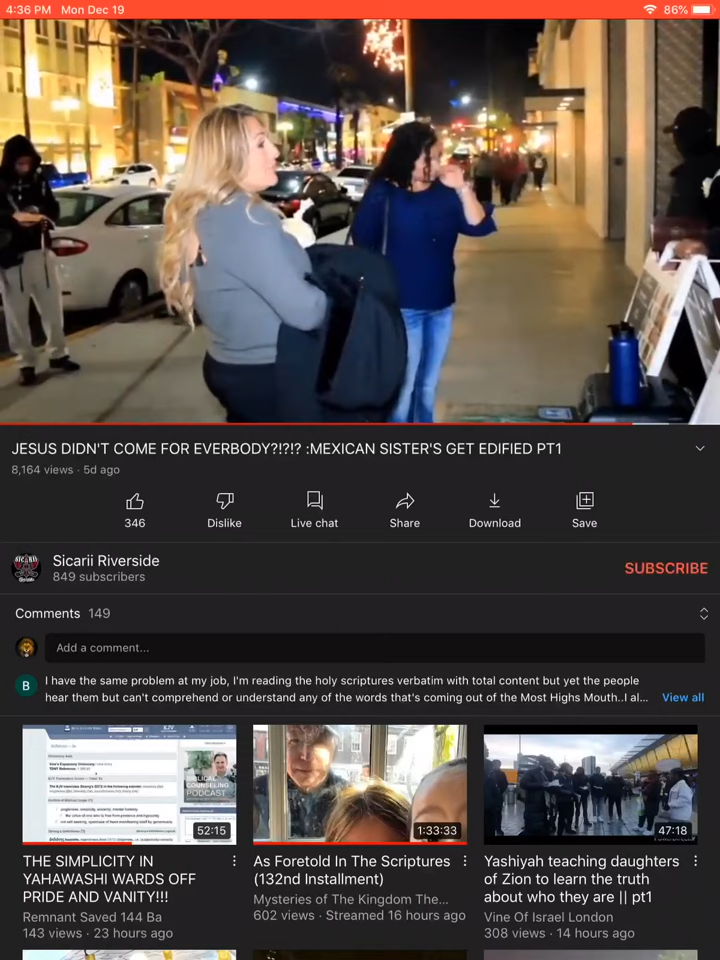 4:36 PM Mon Dec 19
86%
JESUS DIDN'T COME FOR EVERBODY?!?!? :MEXICAN SISTER'S GET EDIFIED PT1
8,164 views · 5d ago
346
Dislike
Live chat
Share
Download
Save
Sicarii Riverside
849 subscribers
SUBSCRIBE
Comments 149
Add a comment...
B
I have the same problem at my job, I'm reading the holy scriptures verbatim with total content but yet the people
hear them but can't comprehend or understand any of the words that's coming out of the Most Highs Mouth..I al...
View all
BIBLICAL
COUNSELING
PODCAST
52:15
1:33:33
47:18
THE SIMPLICITY IN
YAHAWASHI WARDS OFF
PRIDE AND VANITY!!!
Remnant Saved 144 Ba
143 views · 23 hours ago
As Foretold In The Scriptures
(132nd Installment)
Mysteries of The Kingdom The...
602 views · Streamed 16 hours ago
Yashiyah teaching daughters
of Zion to learn the truth
about who they are || pt1
Vine Of Israel London
308 views · 14 hours ago